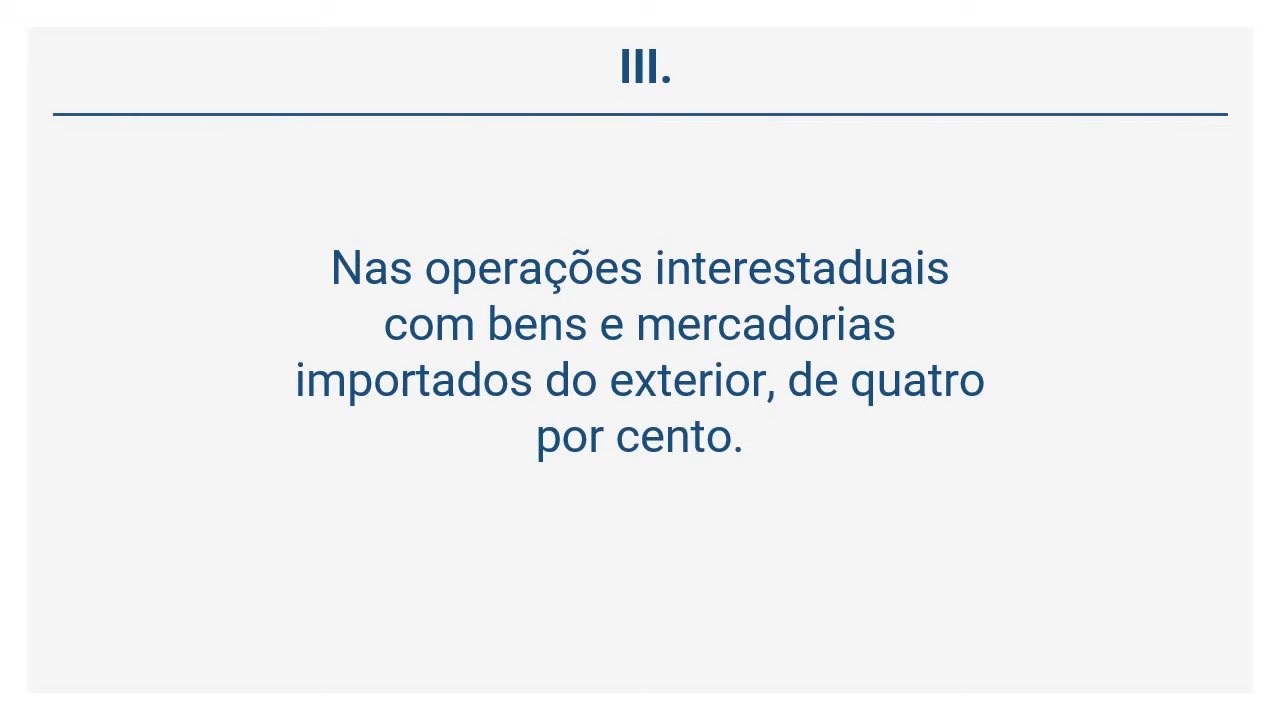 III.
Nas operações interestaduais
com bens e mercadorias
importados do exterior, de quatro
por cento.